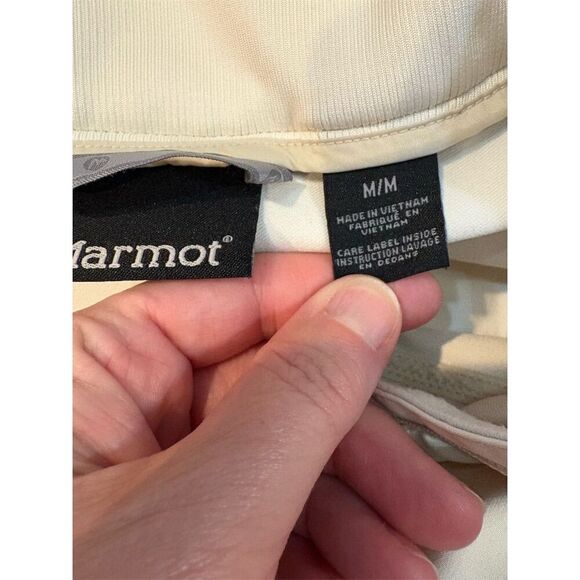 Marmot®
M/M
MADE IN VIETNAM
FABRIQUÉ EN
VIETNAM
CARE LABEL INSIDE
INSTRUCTION LAVAGE
EN DEDANS